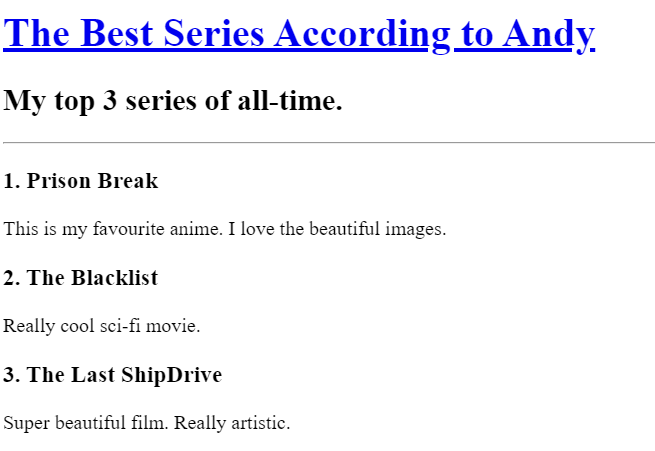 The Best Series According to Andy
My top 3 series of all-time.
1. Prison Break
This is my favourite anime. I love the beautiful images.
2. The Blacklist
Really cool sci-fi movie.
3. The Last ShipDrive
Super beautiful film. Really artistic.